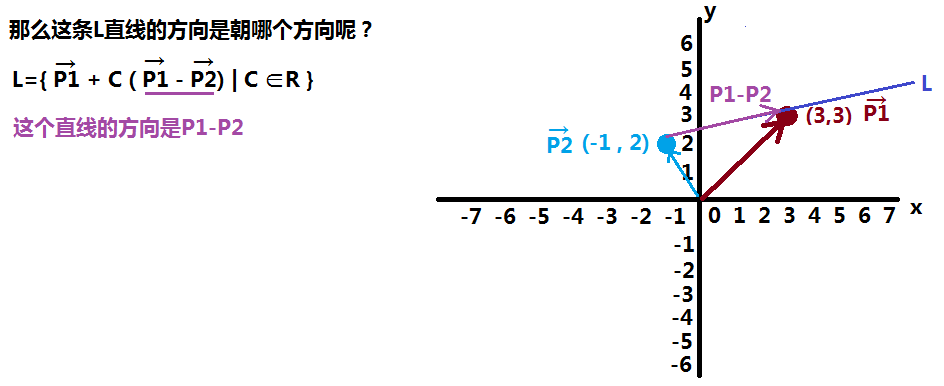 那么这条L直线的方向是朝哪个方向呢？
L={ P1 + C ( P1 - P2) | C ∈R }
这个直线的方向是P1-P2
y
6
5
4
3
2
1
P1-P2
L
(3,3) P1
P2 (-1 , 2)
x
-7 -6 -5 -4 -3 -2 -1 0 1 2 3 4 5 6 7
-1
-2
-3
-4
-5
-6